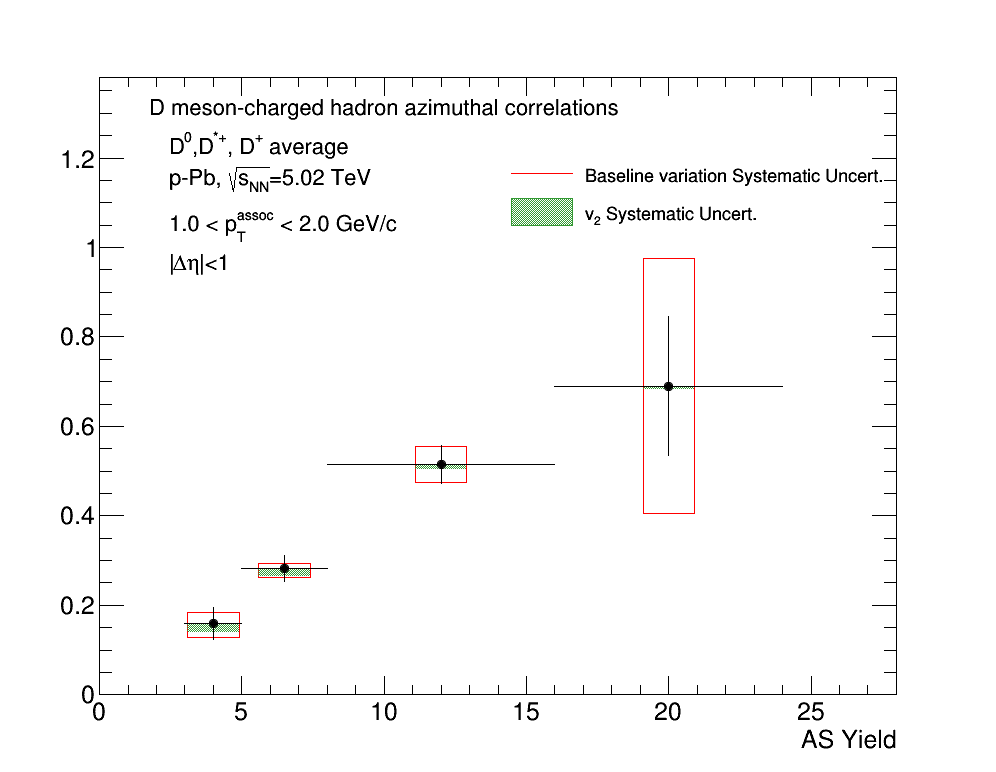 D meson-charged hadron azimuthal correlations
D⁰,D*⁺, D⁺ average
p-Pb, √s_NN=5.02 TeV
1.0 < p_T^assoc < 2.0 GeV/c
|Δη|<1
Baseline variation Systematic Uncert.
v₂ Systematic Uncert.
1.2
1
0.8
0.6
0.4
0.2
0
0 5 10 15 20 25
AS Yield